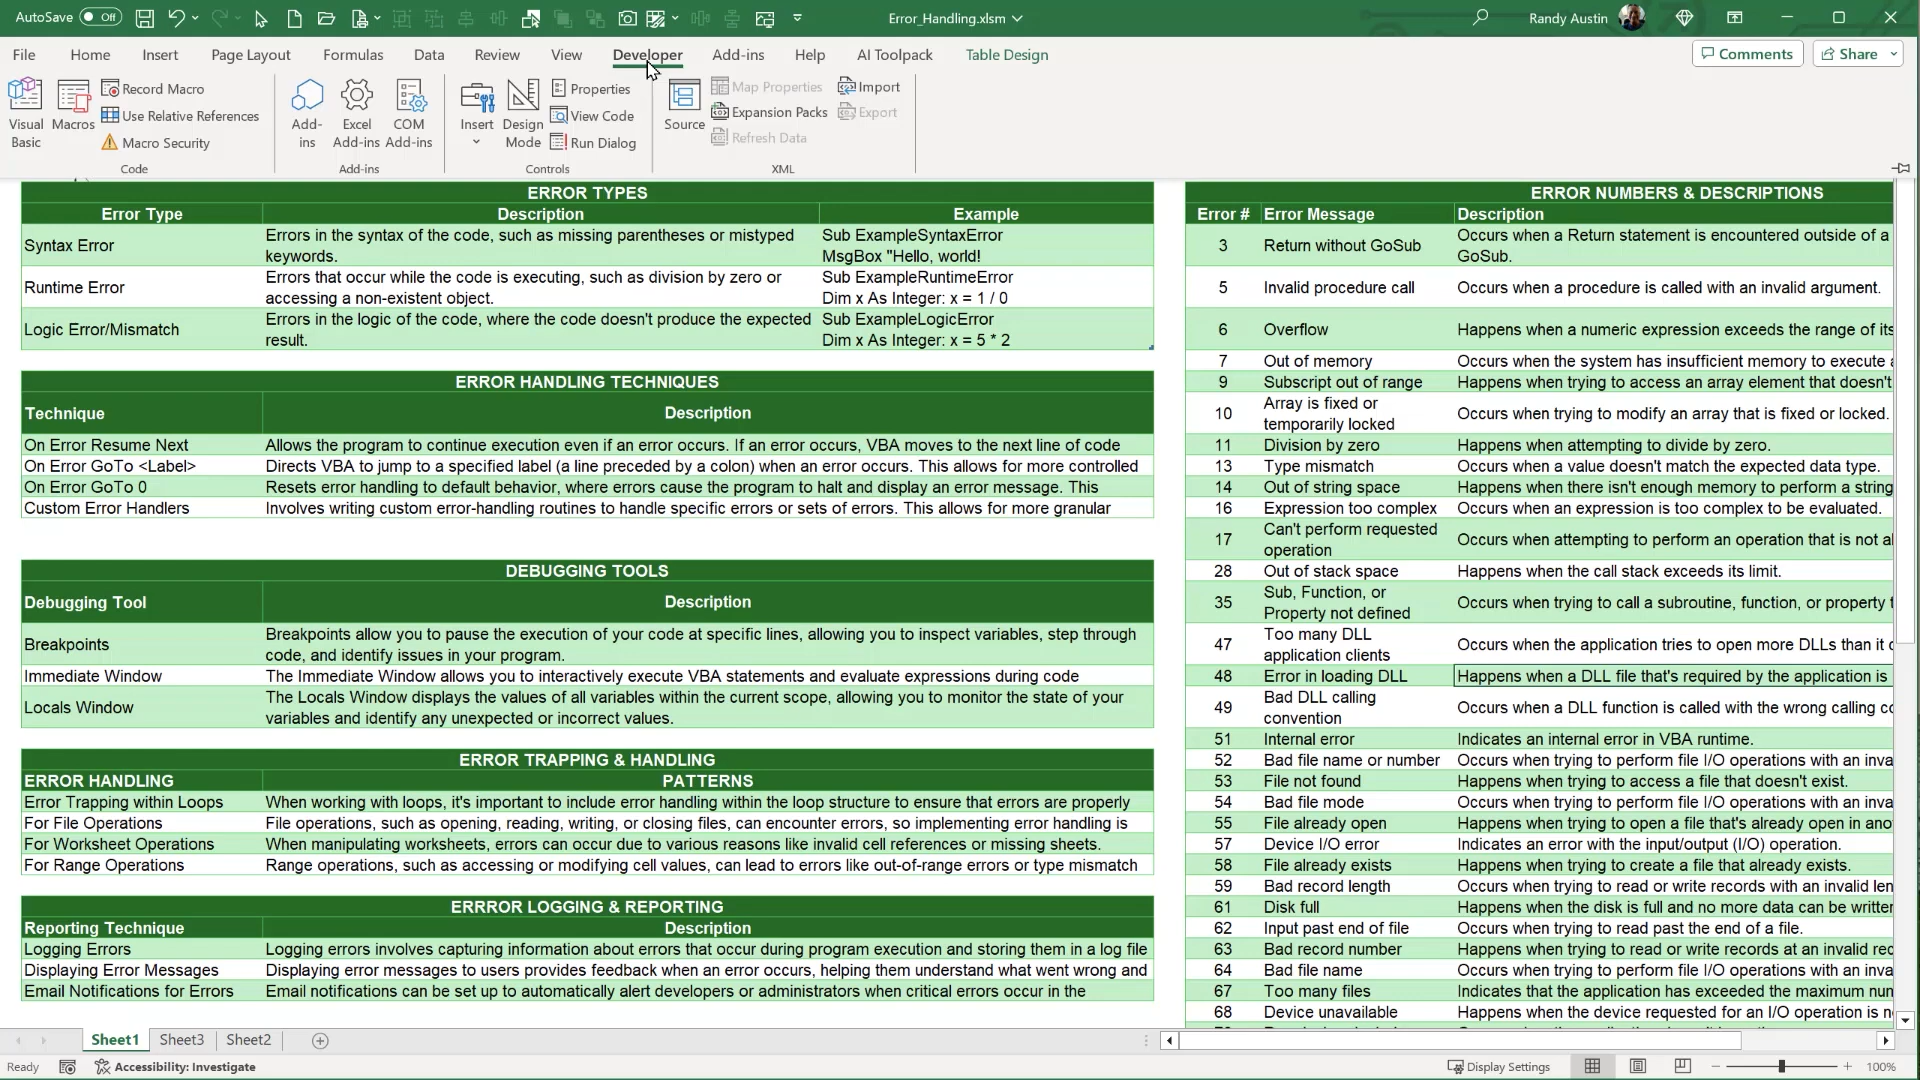 AutoSave Off Error_Handling.xlsm Randy Austin
File Home Insert Page Layout Formulas Data Review View Developer Add-ins Help AI Toolpack Table Design Comments Share
Visual Basic
Macros
Record Macro
Use Relative References
Macro Security
Code
Add-ins
Excel Add-ins
COM Add-ins
Add-ins
Insert
Design Mode
Properties
View Code
Run Dialog
Controls
Source
Map Properties
Expansion Packs
Refresh Data
Import
Export
XML
ERROR TYPES
Error Type Description Example
Syntax Error
Errors in the syntax of the code, such as missing parentheses or mistyped
keywords.
Sub ExampleSyntaxError
MsgBox "Hello, world!
Runtime Error
Errors that occur while the code is executing, such as division by zero or
accessing a non-existent object.
Sub ExampleRuntimeError
Dim x As Integer: x = 1 / 0
Logic Error/Mismatch
Errors in the logic of the code, where the code doesn't produce the expected
result.
Sub ExampleLogicError
Dim x As Integer: x = 5 * 2
ERROR HANDLING TECHNIQUES
Technique Description
On Error Resume Next Allows the program to continue execution even if an error occurs. If an error occurs, VBA moves to the next line of code
On Error GoTo <Label> Directs VBA to jump to a specified label (a line preceded by a colon) when an error occurs. This allows for more controlled
On Error GoTo 0 Resets error handling to default behavior, where errors cause the program to halt and display an error message. This
Custom Error Handlers Involves writing custom error-handling routines to handle specific errors or sets of errors. This allows for more granular
DEBUGGING TOOLS
Debugging Tool Description
Breakpoints
Breakpoints allow you to pause the execution of your code at specific lines, allowing you to inspect variables, step through
code, and identify issues in your program.
Immediate Window The Immediate Window allows you to interactively execute VBA statements and evaluate expressions during code
Locals Window
The Locals Window displays the values of all variables within the current scope, allowing you to monitor the state of your
variables and identify any unexpected or incorrect values.
ERROR TRAPPING & HANDLING
ERROR HANDLING PATTERNS
Error Trapping within Loops When working with loops, it's important to include error handling within the loop structure to ensure that errors are properly
For File Operations File operations, such as opening, reading, writing, or closing files, can encounter errors, so implementing error handling is
For Worksheet Operations When manipulating worksheets, errors can occur due to various reasons like invalid cell references or missing sheets.
For Range Operations Range operations, such as accessing or modifying cell values, can lead to errors like out-of-range errors or type mismatch
ERRROR LOGGING & REPORTING
Reporting Technique Description
Logging Errors Logging errors involves capturing information about errors that occur during program execution and storing them in a log file
Displaying Error Messages Displaying error messages to users provides feedback when an error occurs, helping them understand what went wrong and
Email Notifications for Errors Email notifications can be set up to automatically alert developers or administrators when critical errors occur in the
ERROR NUMBERS & DESCRIPTIONS
Error # Error Message Description
3 Return without GoSub Occurs when a Return statement is encountered outside of a
GoSub.
5 Invalid procedure call Occurs when a procedure is called with an invalid argument.
6 Overflow Happens when a numeric expression exceeds the range of its
7 Out of memory Occurs when the system has insufficient memory to execute
9 Subscript out of range Happens when trying to access an array element that doesn't
10 Array is fixed or
temporarily locked Occurs when trying to modify an array that is fixed or locked.
11 Division by zero Happens when attempting to divide by zero.
13 Type mismatch Occurs when a value doesn't match the expected data type.
14 Out of string space Happens when there isn't enough memory to perform a string
16 Expression too complex Occurs when an expression is too complex to be evaluated.
17 Can't perform requested
operation Occurs when attempting to perform an operation that is not
28 Out of stack space Happens when the call stack exceeds its limit.
35 Sub, Function, or
Property not defined Occurs when trying to call a subroutine, function, or property
47 Too many DLL
application clients Occurs when the application tries to open more DLLs than it
48 Error in loading DLL Happens when a DLL file that's required by the application is
49 Bad DLL calling
convention Occurs when a DLL function is called with the wrong calling
51 Internal error Indicates an internal error in VBA runtime.
52 Bad file name or number Occurs when trying to perform file I/O operations with an inva
53 File not found Happens when trying to access a file that doesn't exist.
54 Bad file mode Occurs when trying to perform file I/O operations with an inva
55 File already open Happens when trying to open a file that's already open in ano
57 Device I/O error Indicates an error with the input/output (I/O) operation.
58 File already exists Happens when trying to create a file that already exists.
59 Bad record length Occurs when trying to read or write records with an invalid len
61 Disk full Happens when the disk is full and no more data can be written
62 Input past end of file Occurs when trying to read past the end of a file.
63 Bad record number Happens when trying to read or write records at an invalid rec
64 Bad file name Occurs when trying to perform file I/O operations with an inva
67 Too many files Indicates that the application has exceeded the maximum num
68 Device unavailable Happens when the device requested for an I/O operation is
Sheet1 Sheet3 Sheet2
Ready Accessibility: Investigate Display Settings 100%